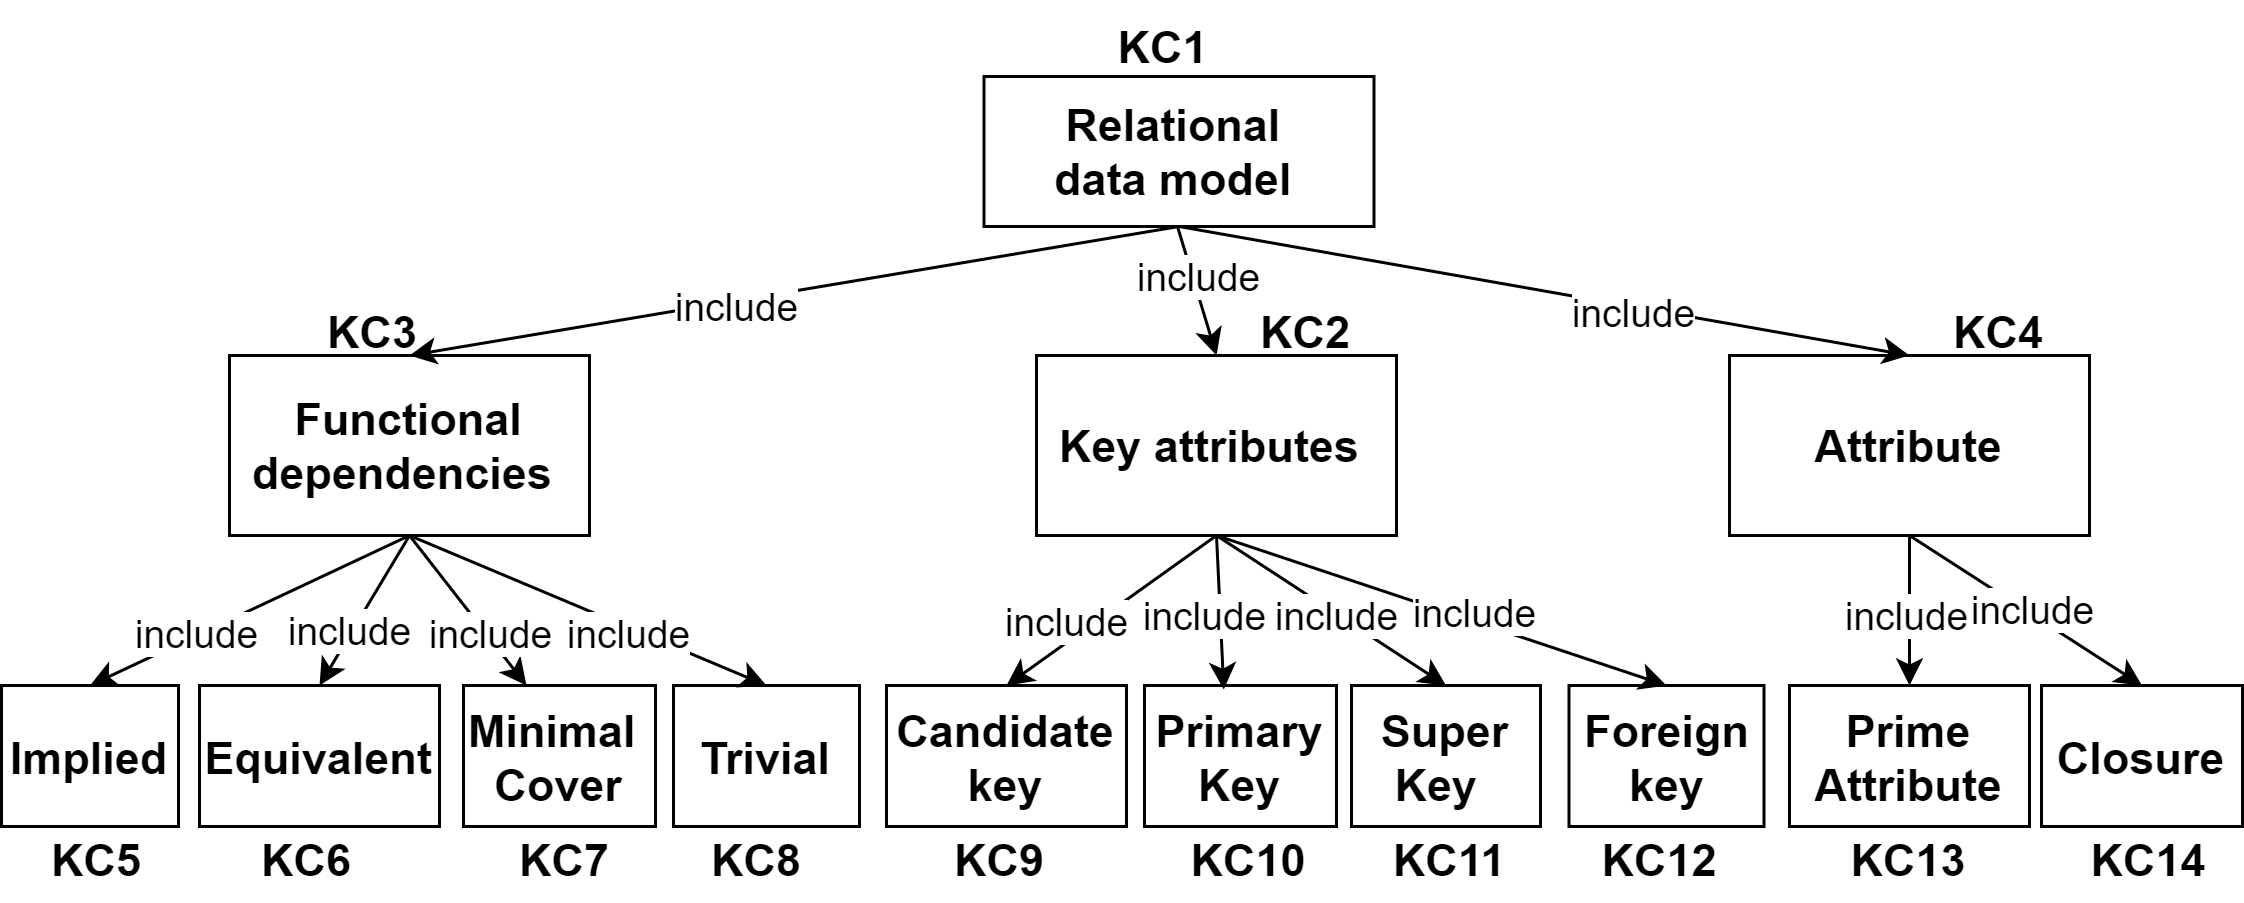 KC1
Relational
data model
include
include
include
KC3
KC2
KC4
Functional
dependencies
Key attributes
Attribute
include
include
include
include
include
include
include
include
include
include
Implied
Equivalent
Minimal
Cover
Trivial
Candidate
key
Primary
Key
Super
Key
Foreign
key
Prime
Attribute
Closure
KC5
KC6
KC7
KC8
KC9
KC10
KC11
KC12
KC13
KC14